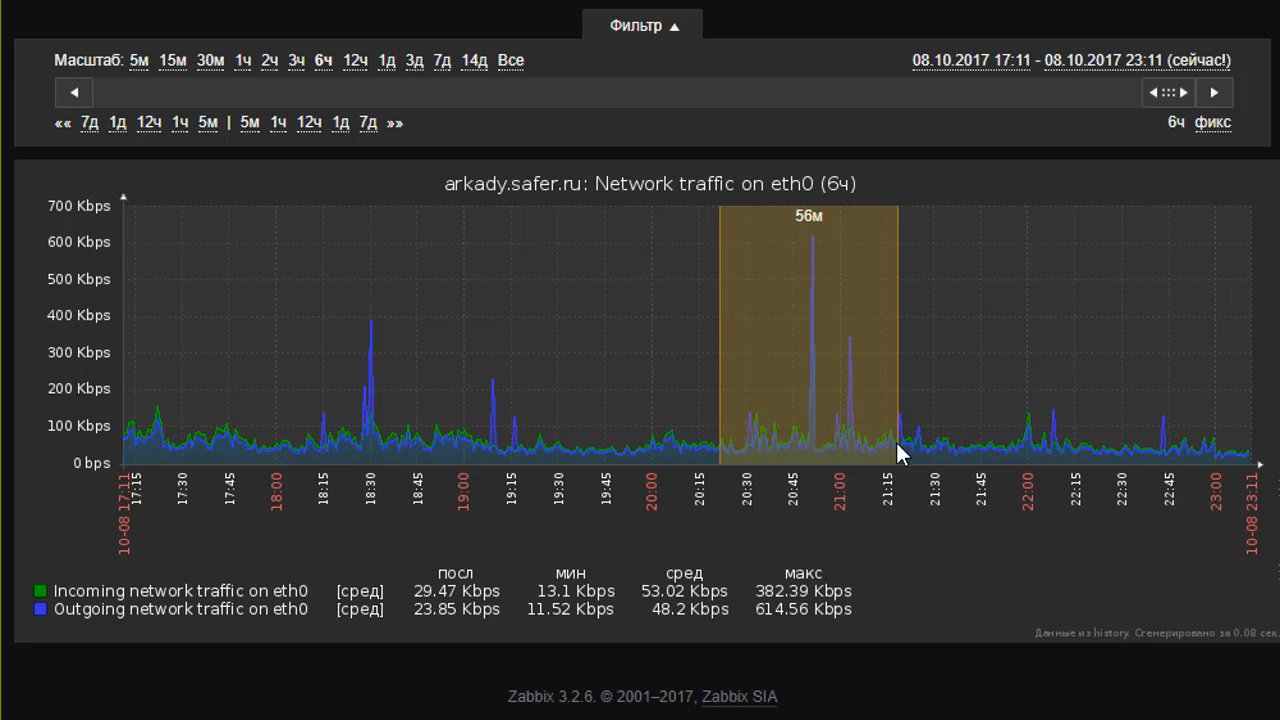 Фильтр ▲
Масштаб: 5м 15м 30м 1ч 2ч 3ч 6ч 12ч 1д 3д 7д 14д Все
08.10.2017 17:11 - 08.10.2017 23:11 (сейчас!)
«« 7д 1д 12ч 1ч 5м | 5м 1ч 12ч 1д 7д »»
6ч фикс
arkady.safer.ru: Network traffic on eth0 (6ч)
56м
700 Kbps
600 Kbps
500 Kbps
400 Kbps
300 Kbps
200 Kbps
100 Kbps
0 bps
10-08 17:11 17:15 17:30 17:45 18:00 18:15 18:30 18:45 19:00 19:15 19:30 19:45 20:00 20:15 20:30 20:45 21:00 21:15 21:30 21:45 22:00 22:15 22:30 22:45 23:00 10-08 23:11
посл мин сред макс
Incoming network traffic on eth0 [сред] 29.47 Kbps 13.1 Kbps 53.02 Kbps 382.39 Kbps
Outgoing network traffic on eth0 [сред] 23.85 Kbps 11.52 Kbps 48.2 Kbps 614.56 Kbps
Данные из history. Сгенерировано за 0.08 сек.
Zabbix 3.2.6. © 2001–2017, Zabbix SIA